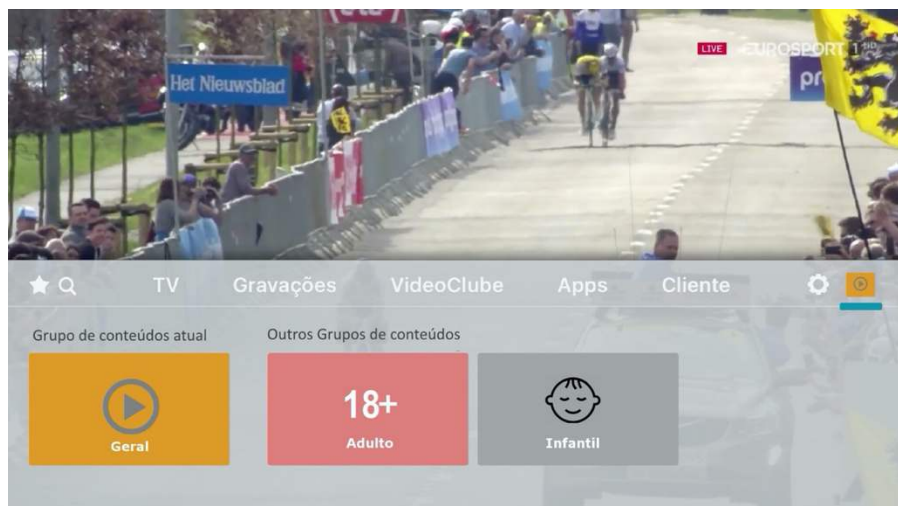 Het Nieuwsblad
LIVE
EUROSPORT 1 HD
TV
Gravações
VideoClube
Apps
Cliente
Grupo de conteúdos atual
Outros Grupos de conteúdos
Geral
18+
Adulto
Infantil